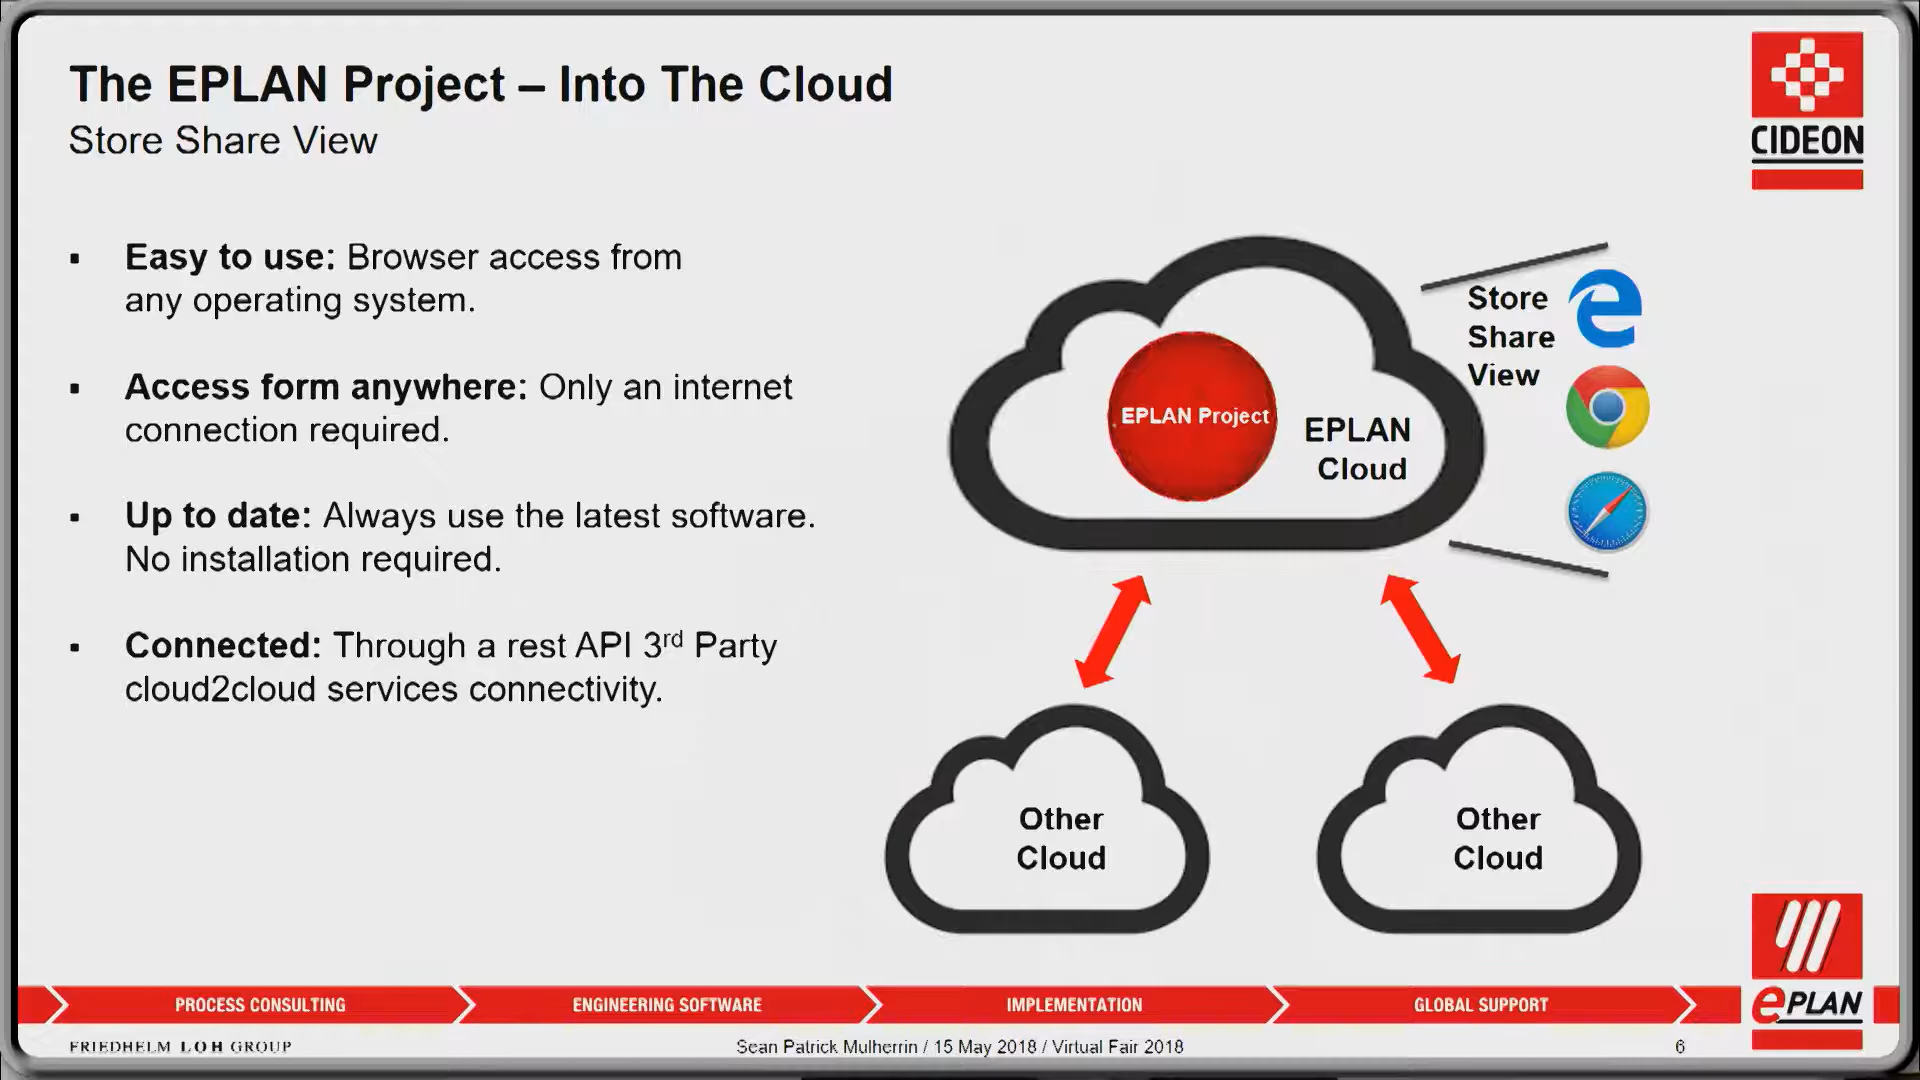 The EPLAN Project – Into The Cloud
Store Share View
CIDEON
▪ Easy to use: Browser access from
any operating system.
▪ Access form anywhere: Only an internet
connection required.
▪ Up to date: Always use the latest software.
No installation required.
▪ Connected: Through a rest API 3rd Party
cloud2cloud services connectivity.
Store
Share
View
EPLAN Project
EPLAN
Cloud
Other
Cloud
Other
Cloud
PROCESS CONSULTING
ENGINEERING SOFTWARE
IMPLEMENTATION
GLOBAL SUPPORT
ePLAN
FRIEDHELM LOH GROUP
Sean Patrick Mulherrin / 15 May 2018 / Virtual Fair 2018
6